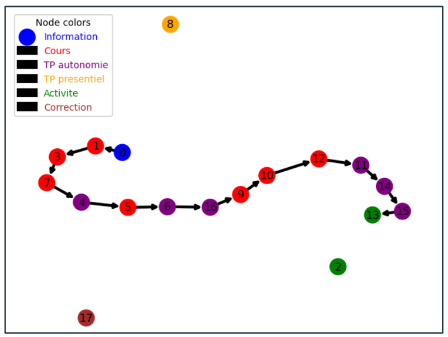 Node colors
Information
Cours
TP autonomie
TP presentiel
Activite
Correction
8
0
1
3
7
4
5
6
16
9
10
12
11
14
15
13
2
17